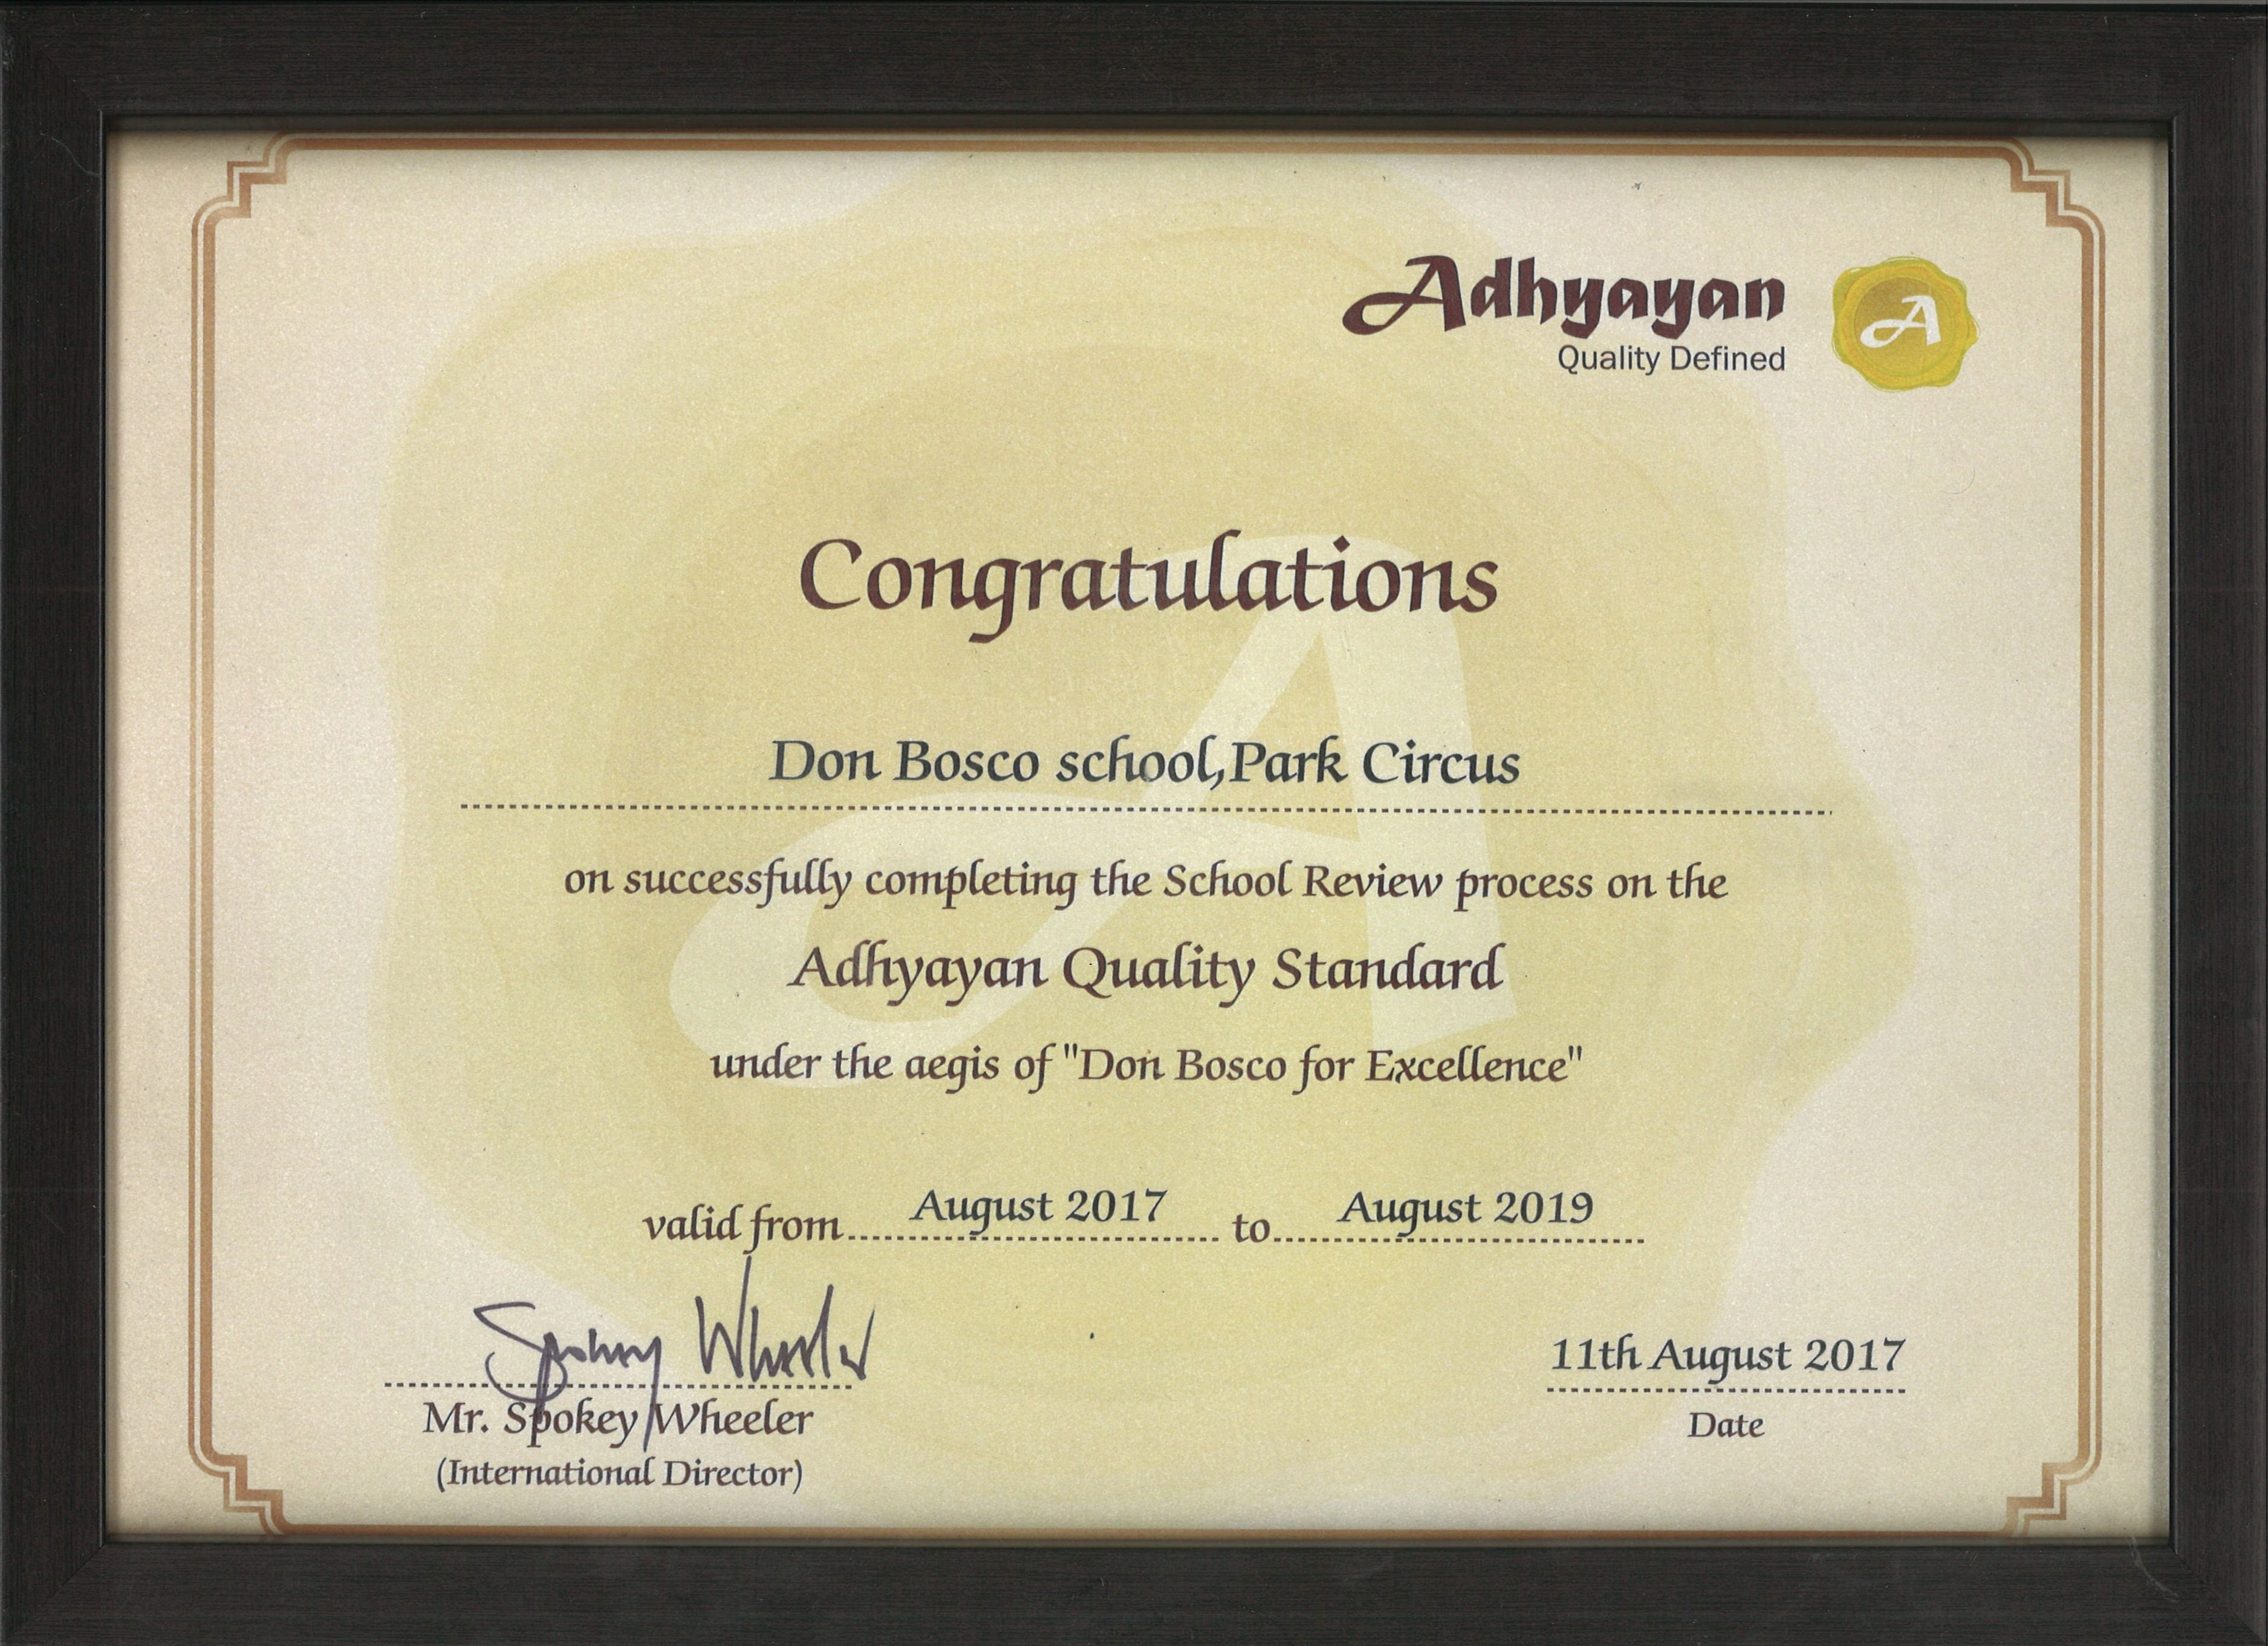 Adhyayan
Quality Defined
A
Congratulations
Don Bosco school,Park Circus
on successfully completing the School Review process on the
Adhyayan Quality Standard
under the aegis of "Don Bosco for Excellence"
valid from August 2017 to August 2019
Spokey Wheeler
11th August 2017
Mr. Spokey Wheeler
Date
(International Director)